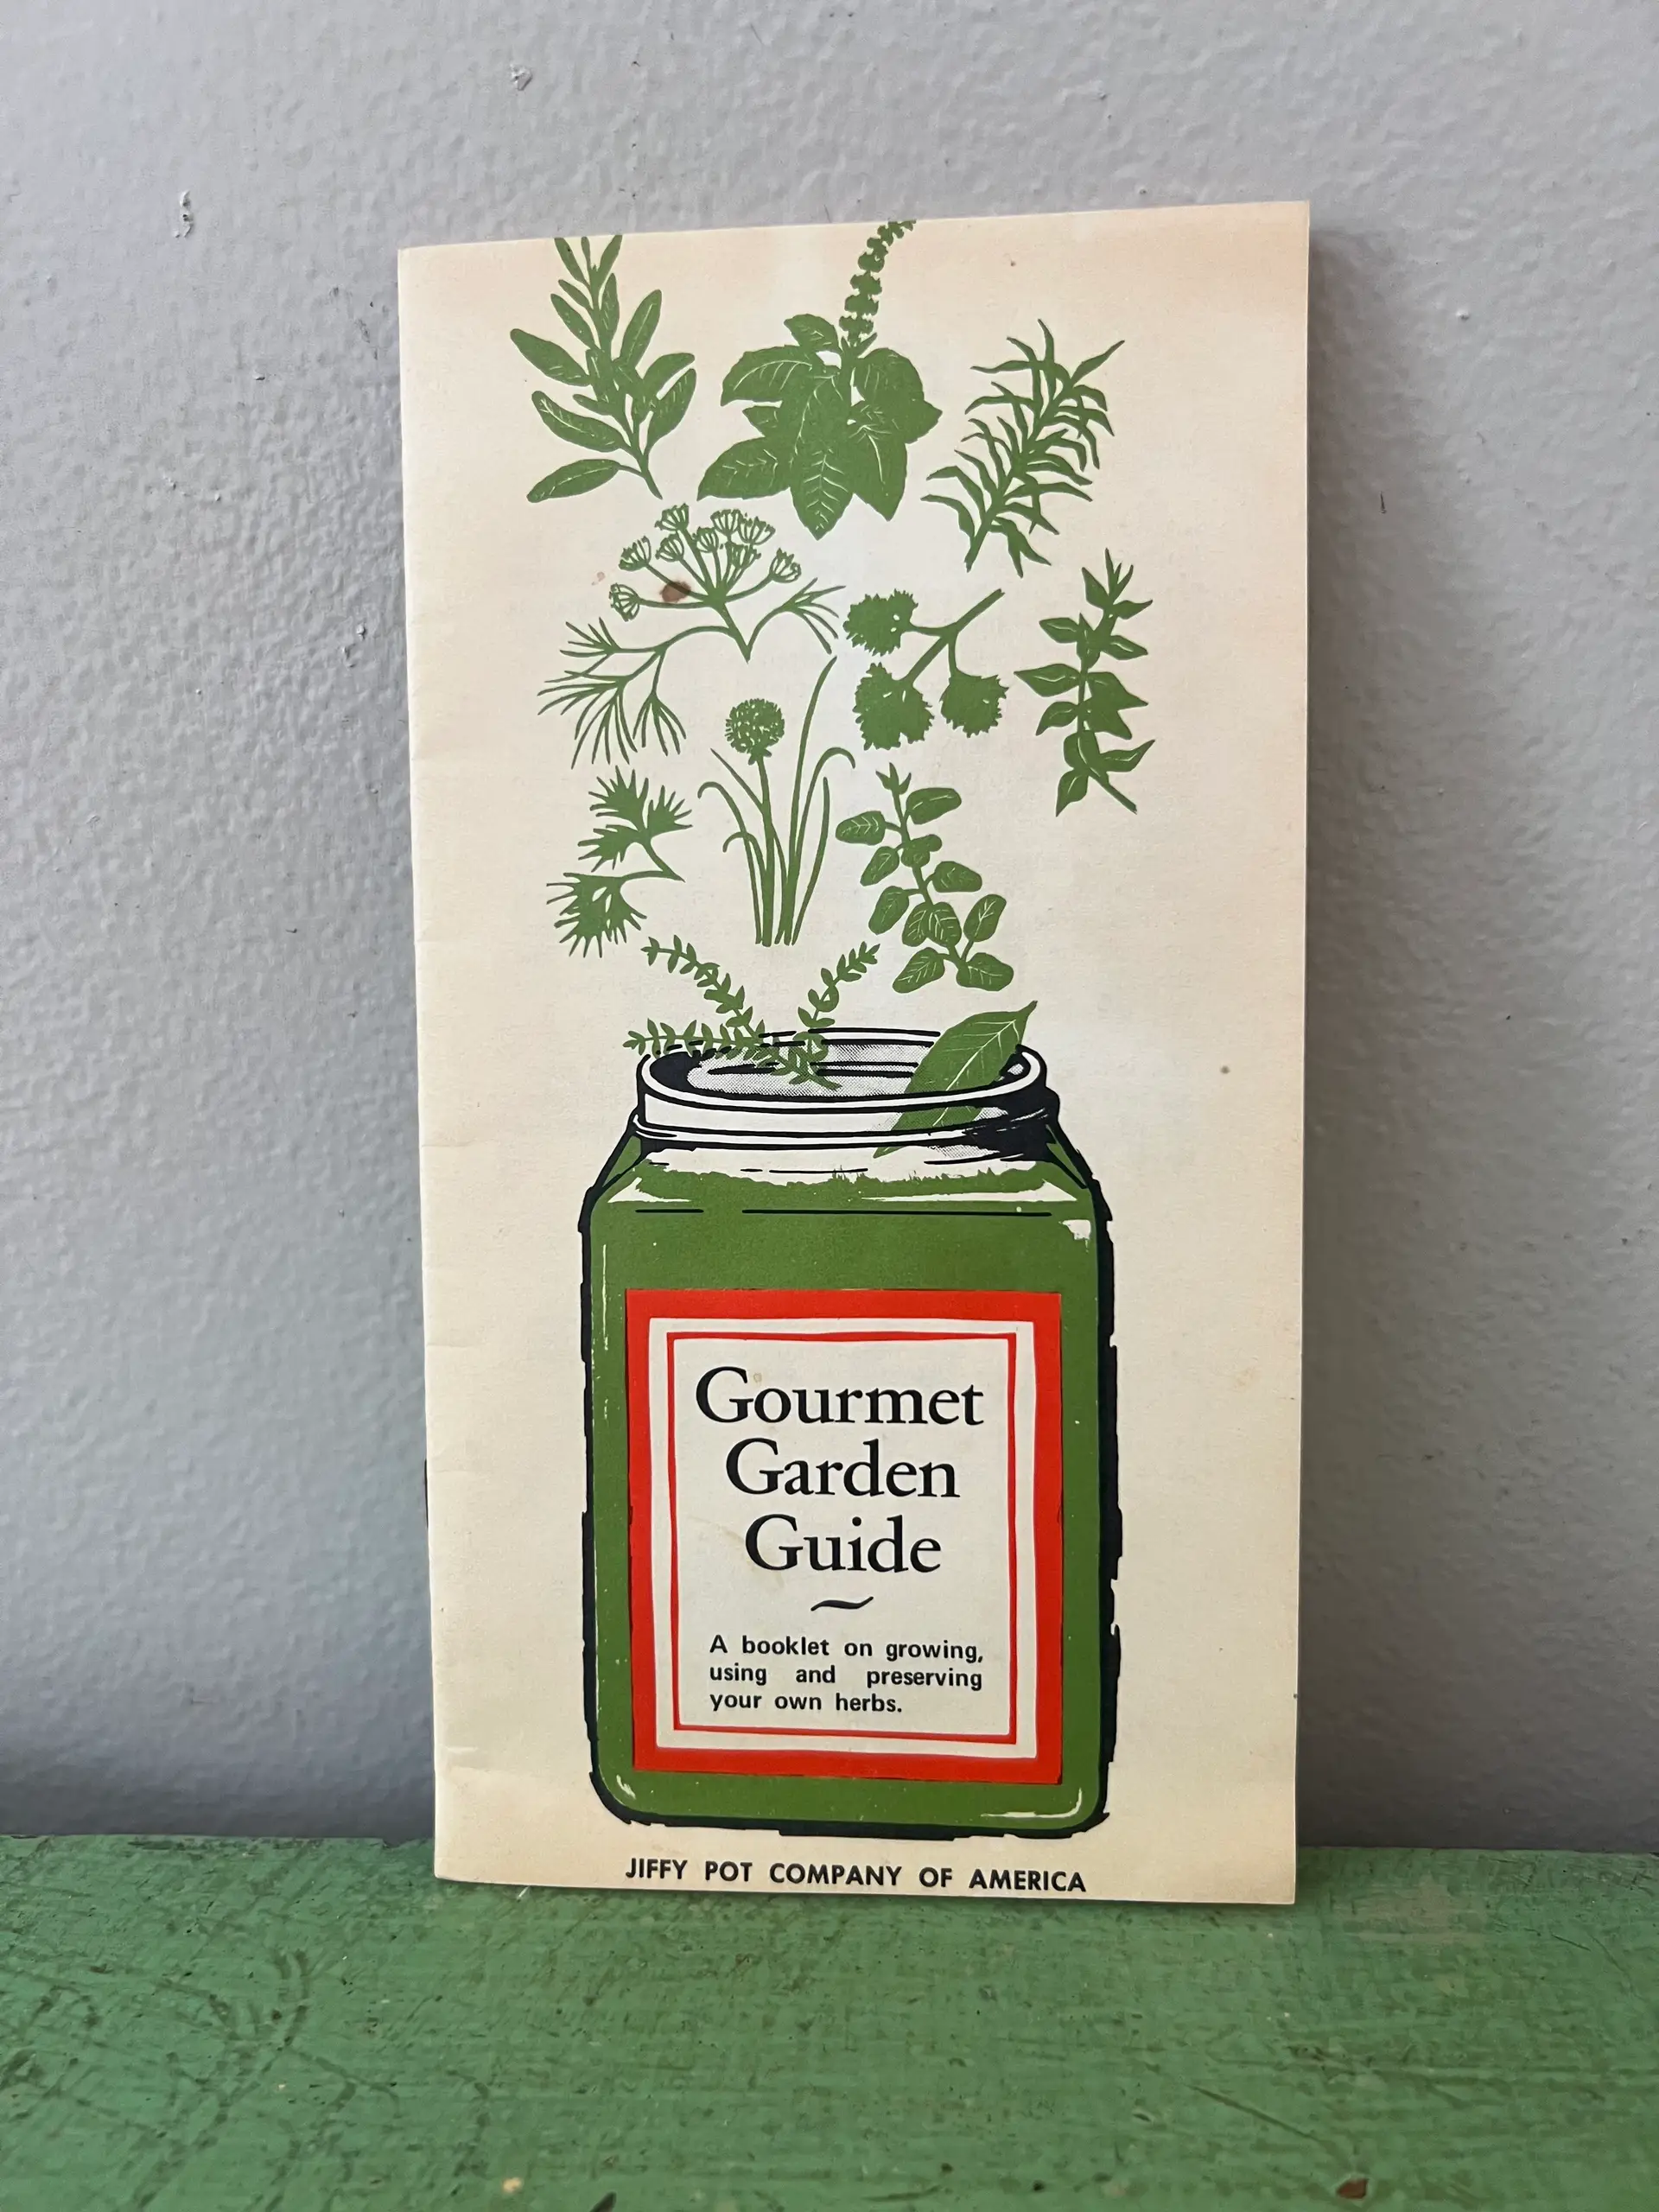 Gourmet
Garden
Guide
A booklet on growing,
using and preserving
your own herbs.
JIFFY POT COMPANY OF AMERICA